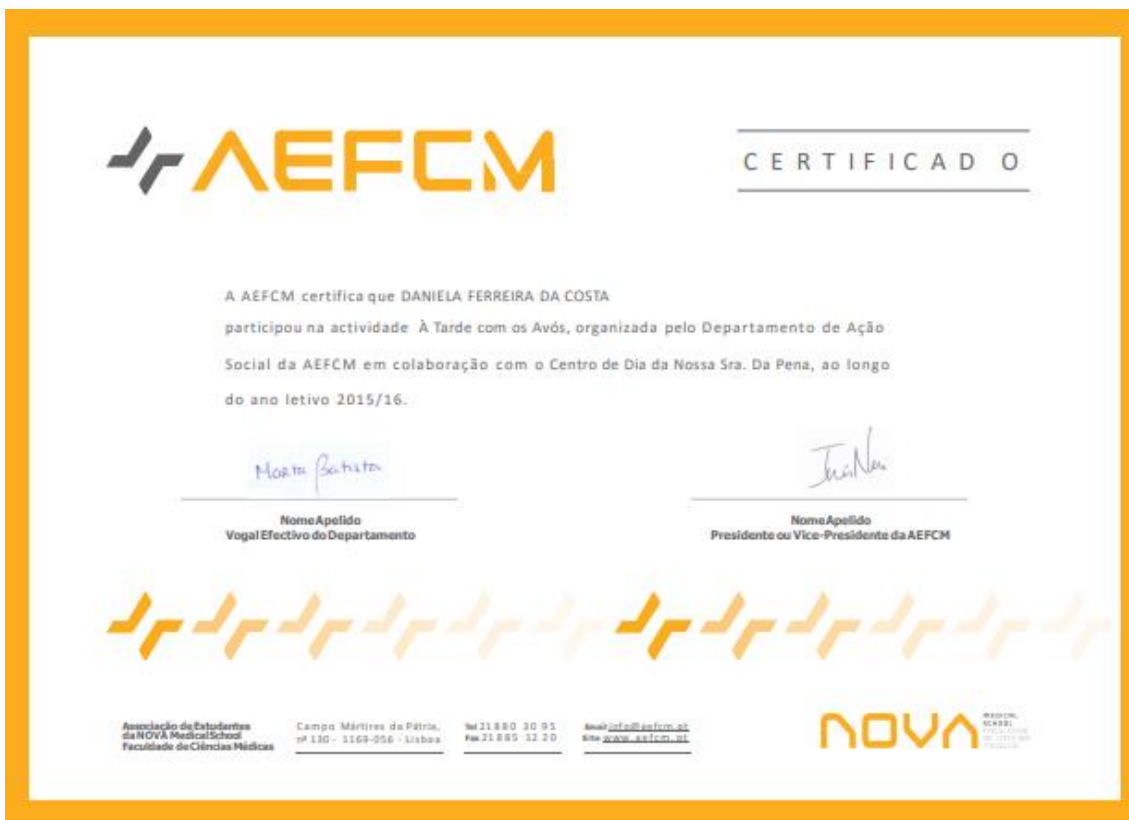 AEFCM
CERTIFICAD O
A AEFCM certifica que DANIELA FERREIRA DA COSTA
participou na actividade À Tarde com os Avós, organizada pelo Departamento de Ação
Social da AEFCM em colaboração com o Centro de Dia da Nossa Sra. Da Pena, ao longo
do ano letivo 2015/16.
Marta Batista
Nome Apelido
Vogal Efectivo do Departamento
Nome Apelido
Presidente ou Vice-Presidente da AEFCM
Associação de Estudantes
da NOVA Medical School
Faculdade de Ciências Médicas
Campo Mártires da Pátria,
nº 130 - 1169-056 - Lisboa
Tel 21 880 30 95
Fax 21 885 12 20
Email info@aefcm.pt
Site www.aefcm.pt
NOVA
MEDICAL
SCHOOL